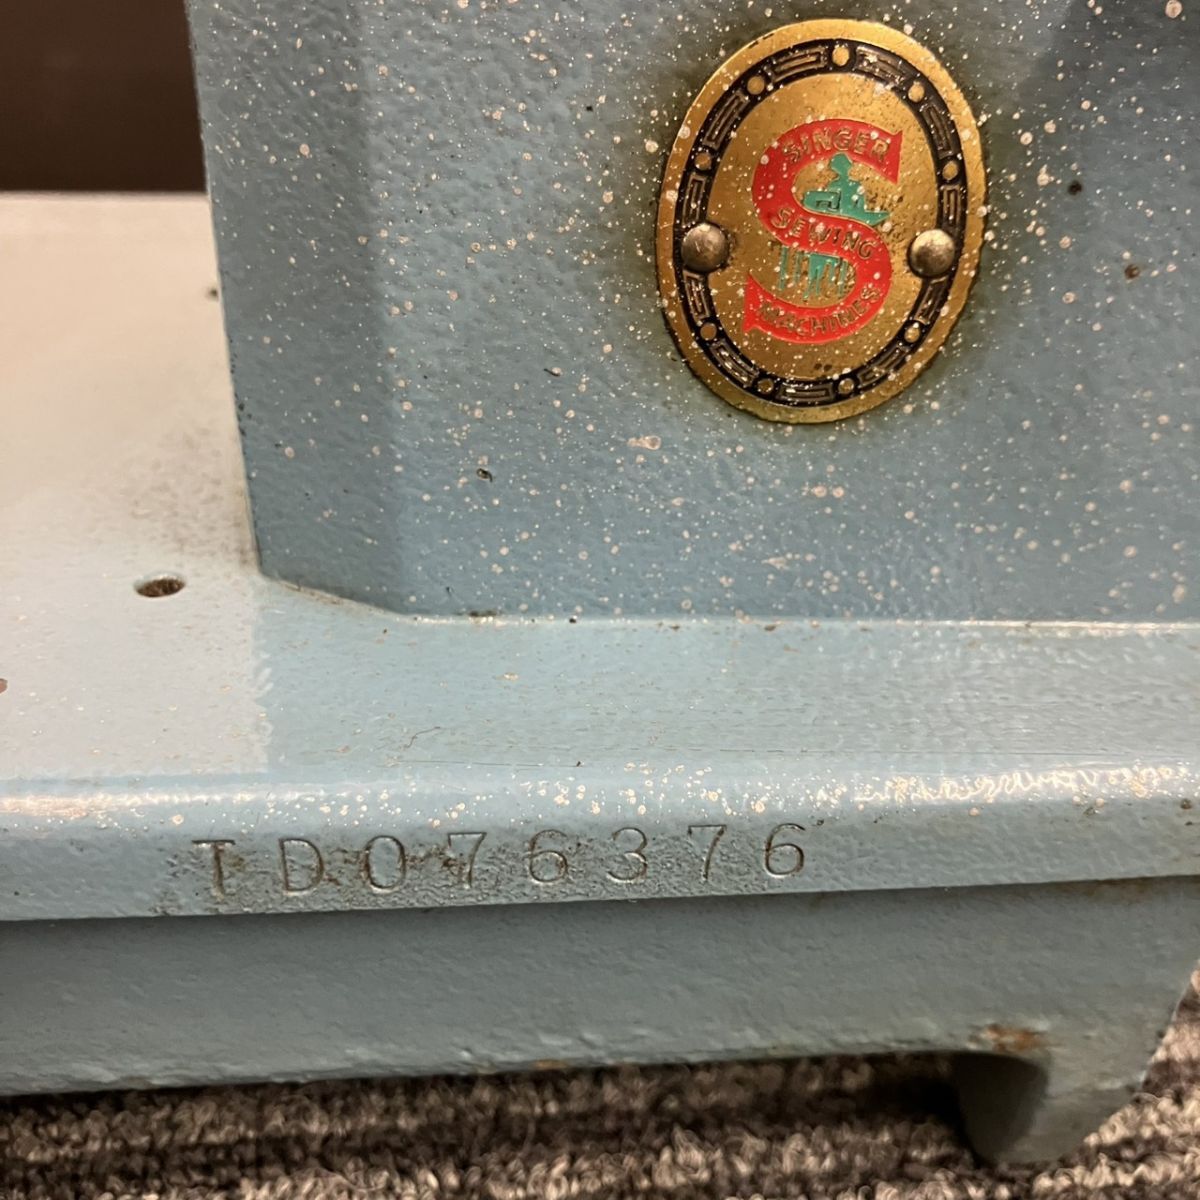 SINGER
SEWING
MACHINES
TD076376